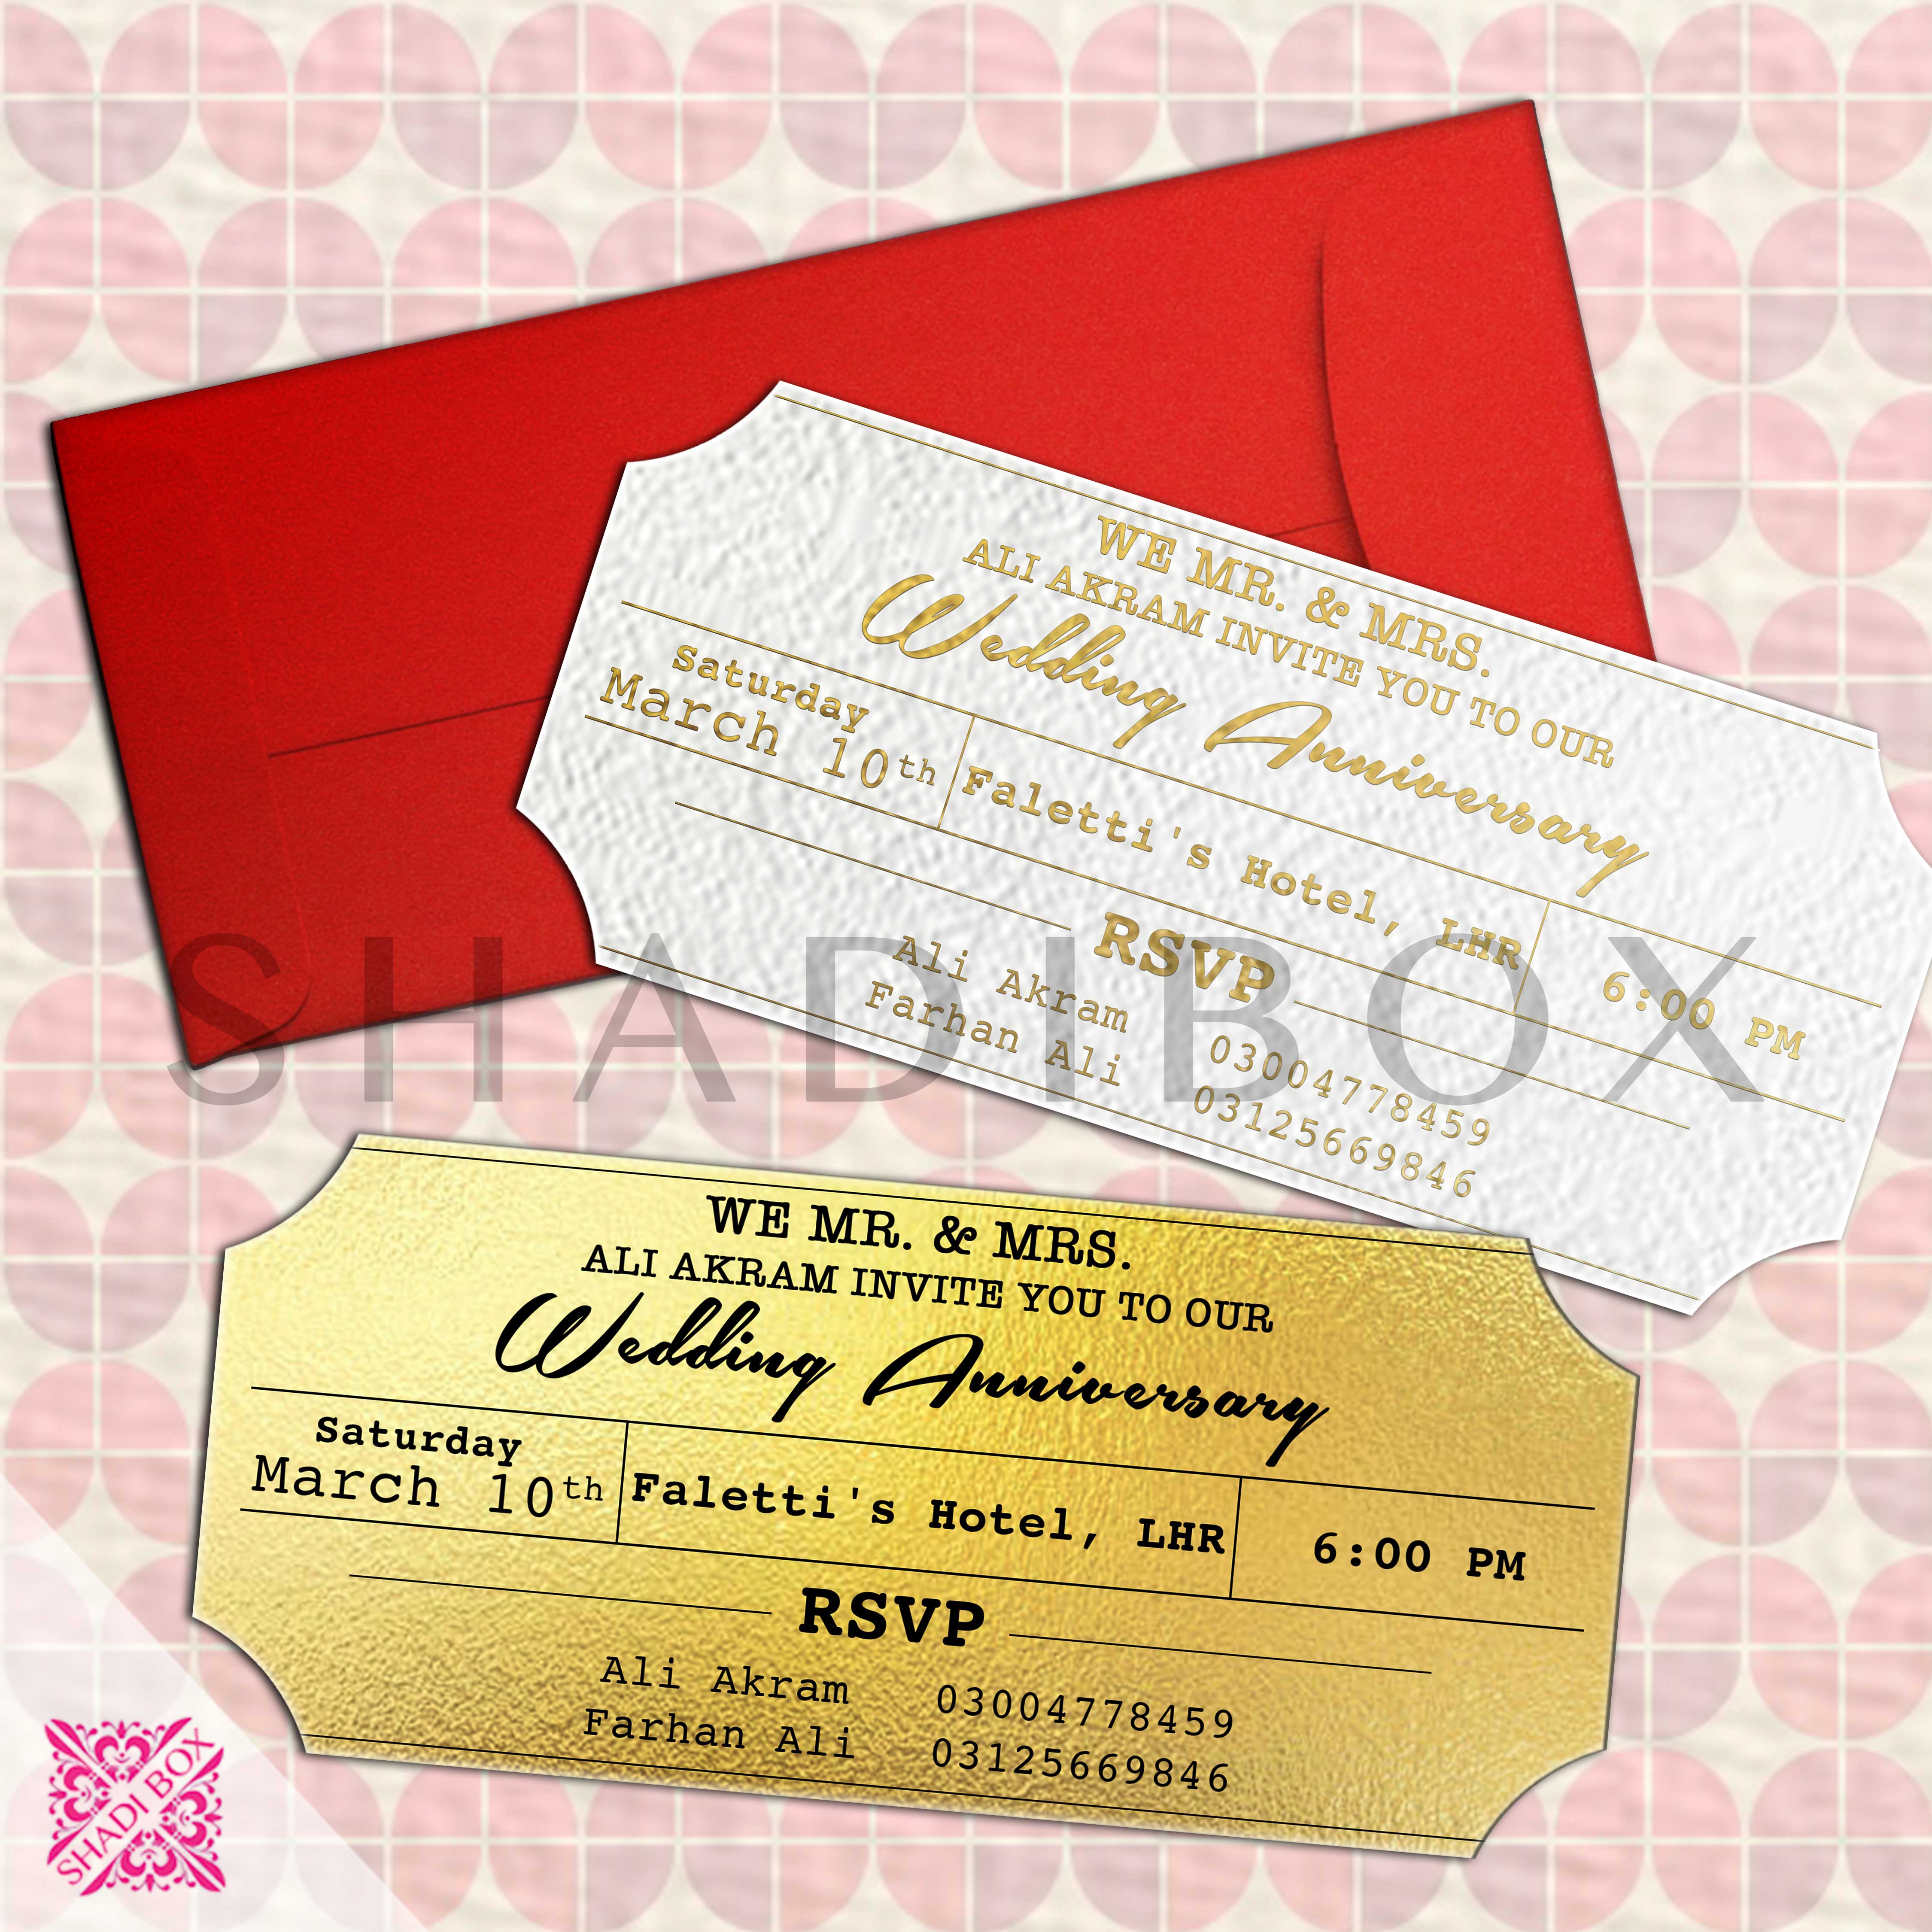 WE MR. & MRS.
ALI AKRAM INVITE YOU TO OUR
Wedding Anniversary
Saturday
March 10th
Faletti's Hotel, LHR
6:00 PM
RSVP
Ali Akram 03004778459
Farhan Ali 03125669846
SHADIBOX
WE MR. & MRS.
ALI AKRAM INVITE YOU TO OUR
Wedding Anniversary
Saturday
March 10th
Faletti's Hotel, LHR
6:00 PM
RSVP
Ali Akram 03004778459
Farhan Ali 03125669846
SHADI BOX